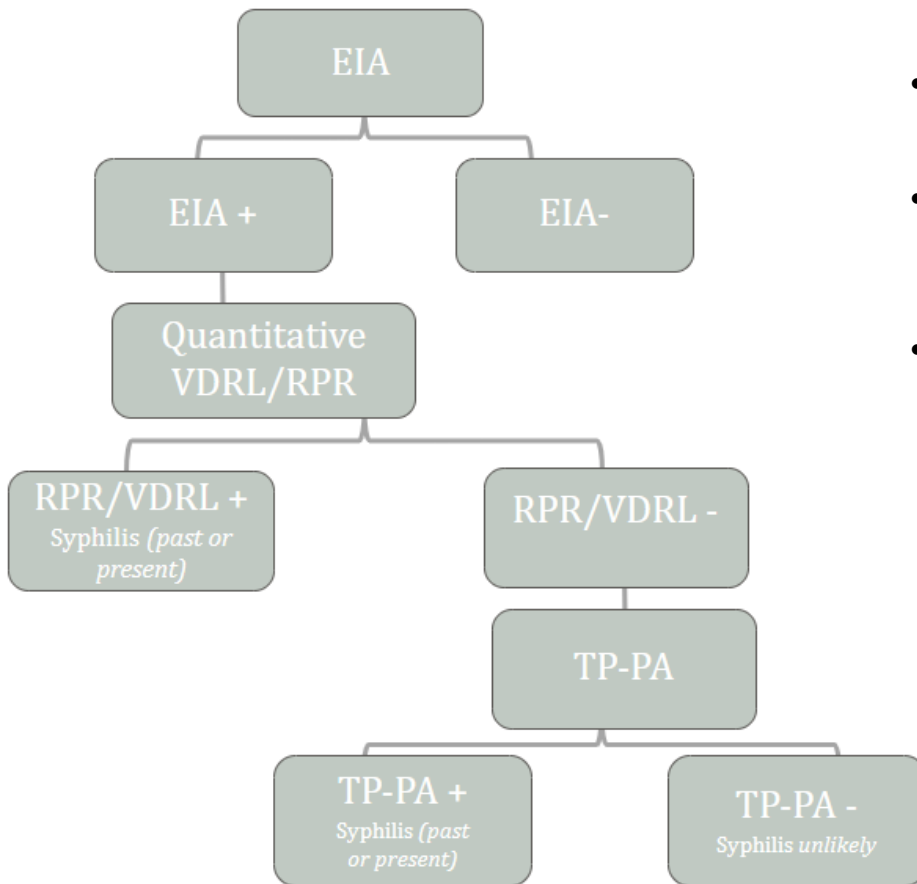 EIA
EIA +
EIA-
Quantitative
VDRL/RPR
RPR/VDRL +
Syphilis (past or
present)
RPR/VDRL -
TP-PA
TP-PA +
Syphilis (past
or present)
TP-PA -
Syphilis unlikely